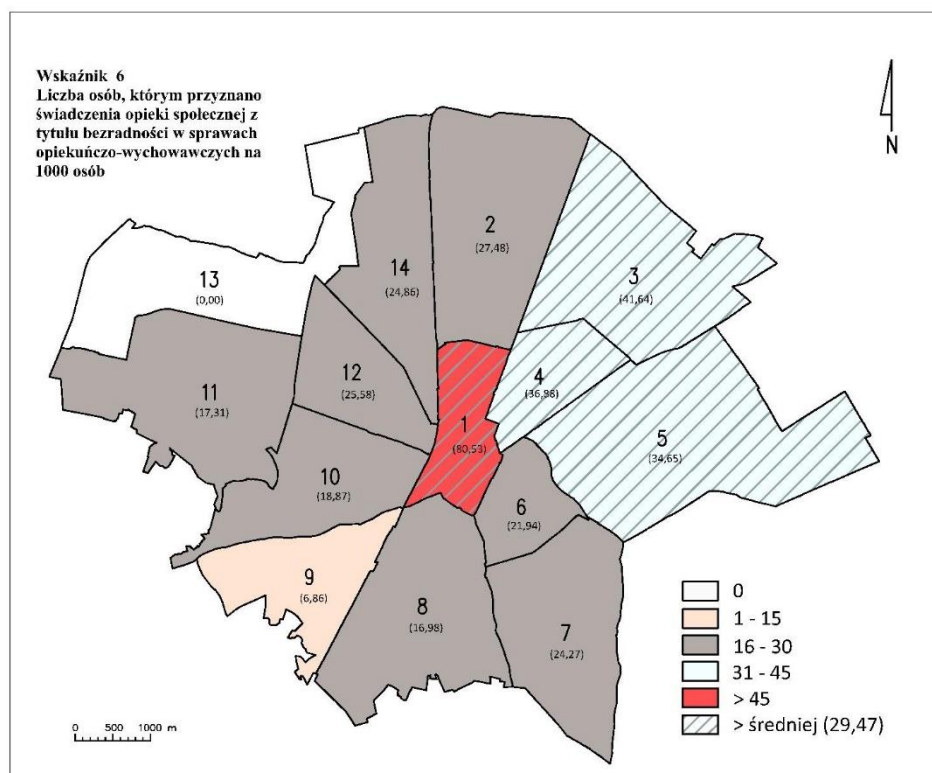 Wskaźnik 6
Liczba osób, którym przyznano
świadczenia opieki społecznej z
tytułu bezradności w sprawach
opiekuńczo-wychowawczych na
1000 osób
N
2
(27,48)
14
(24,86)
3
(41,64)
13
(0,00)
12
(25,58)
4
(36,98)
11
(17,31)
1
(80,53)
5
(34,65)
10
(18,87)
6
(21,94)
9
(6,86)
8
(16,98)
7
(24,27)
0
1 - 15
16 - 30
31 - 45
> 45
> średniej (29,47)
0 500 1000 m